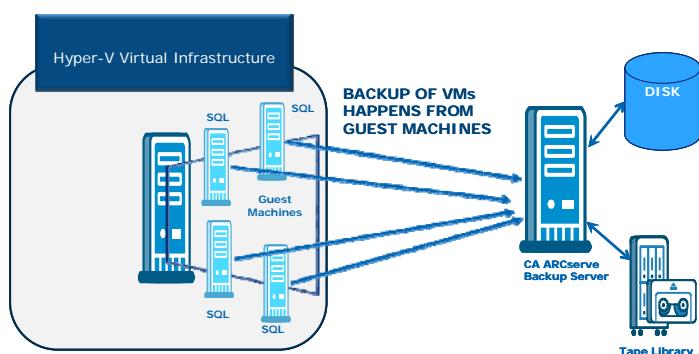 Hyper-V Virtual Infrastructure
BACKUP OF VMs
HAPPENS FROM
GUEST MACHINES
DISK
SQL
SQL
Guest
Machines
SQL
SQL
CA ARCserve
Backup Server
Tape Library